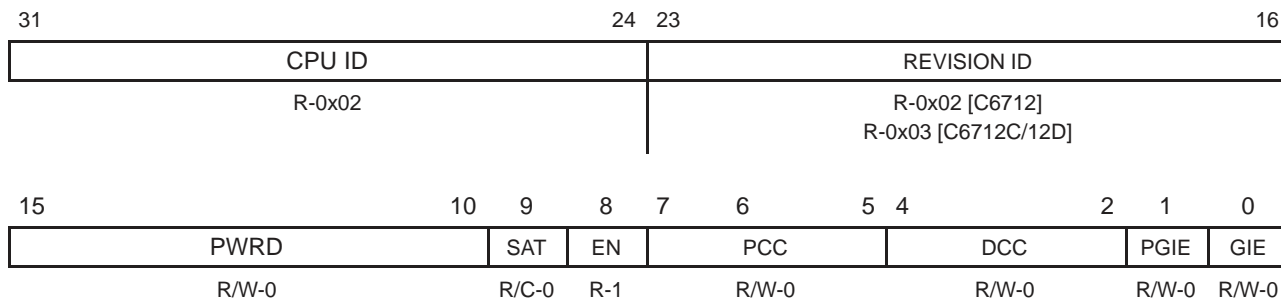 31 24 23 16
CPU ID REVISION ID
R-0x02 R-0x02 [C6712]
R-0x03 [C6712C/12D]
15 10 9 8 7 6 5 4 2 1 0
PWRD SAT EN PCC DCC PGIE GIE
R/W-0 R/C-0 R-1 R/W-0 R/W-0 R/W-0 R/W-0